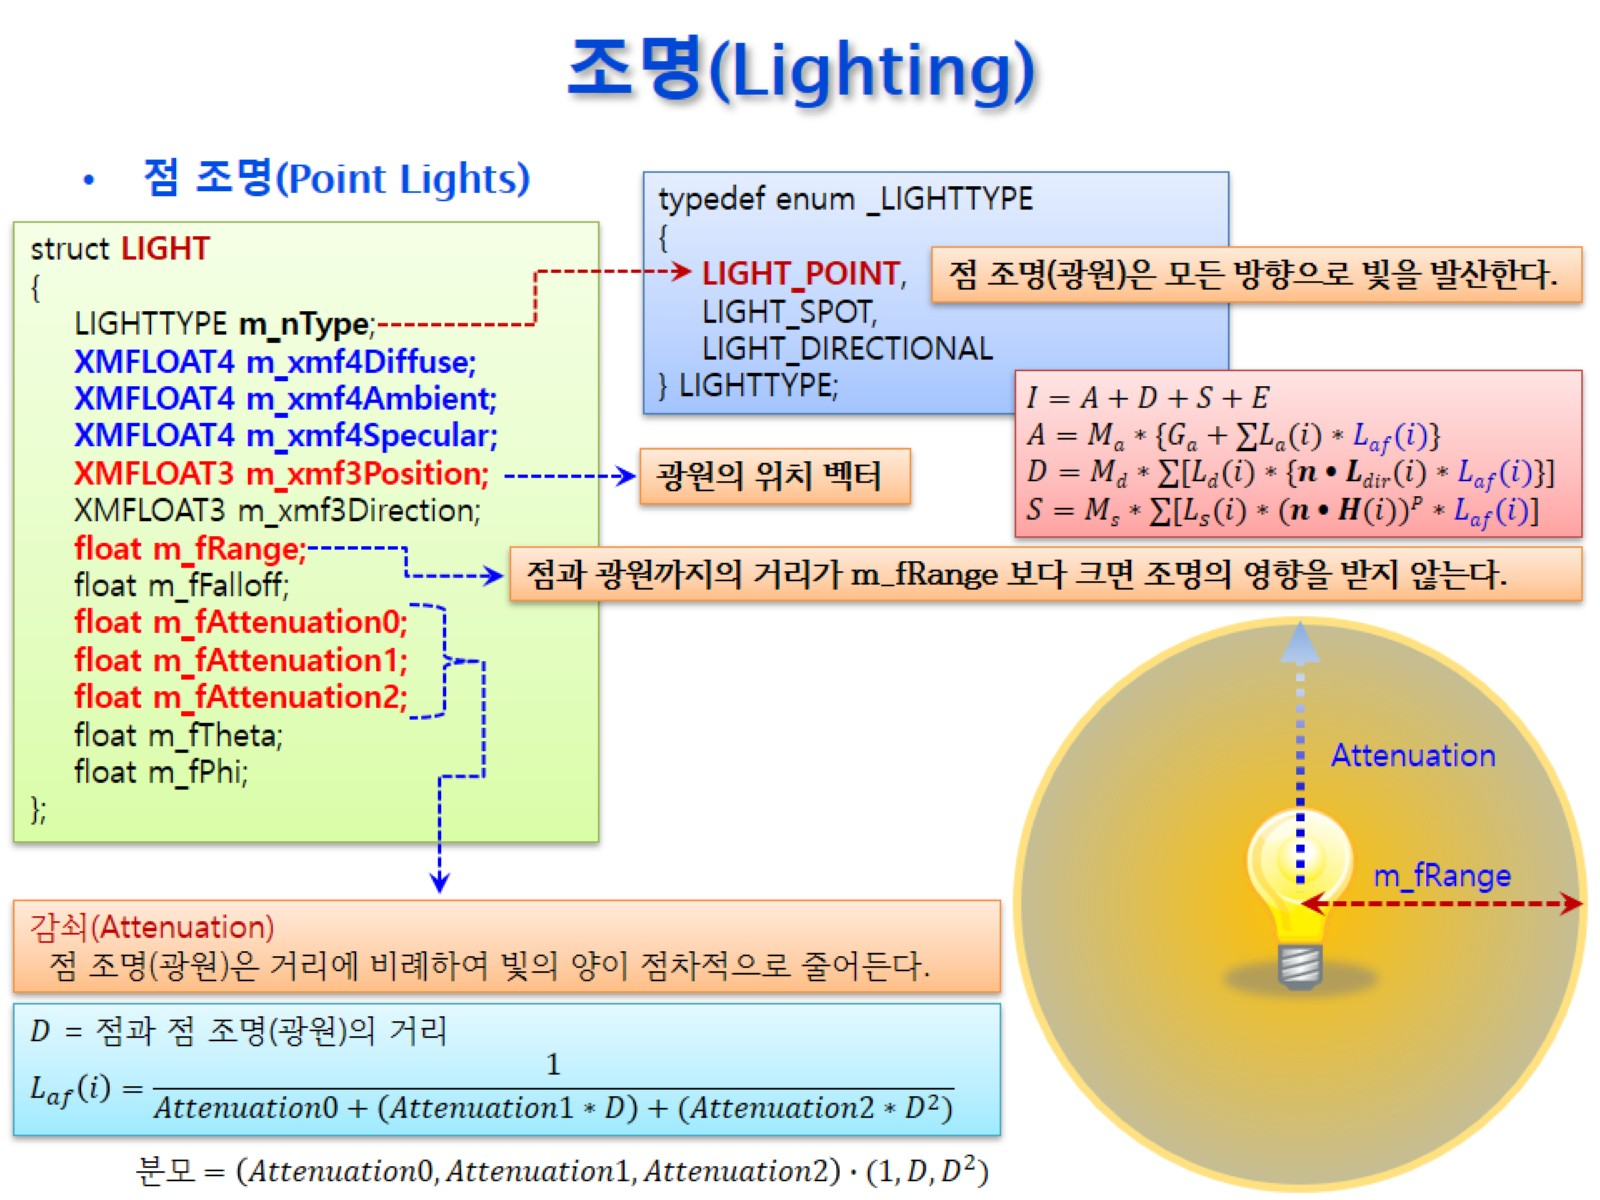 조명(Lighting)
• 점 조명(Point Lights)
struct LIGHT
{
LIGHTTYPE m_nType;
XMFLOAT4 m_xmf4Diffuse;
XMFLOAT4 m_xmf4Ambient;
XMFLOAT4 m_xmf4Specular;
XMFLOAT3 m_xmf3Position;
XMFLOAT3 m_xmf3Direction;
float m_fRange;
float m_fFalloff;
float m_fAttenuation0;
float m_fAttenuation1;
float m_fAttenuation2;
float m_fTheta;
float m_fPhi;
};
typedef enum _LIGHTTYPE
{
LIGHT_POINT,
LIGHT_SPOT,
LIGHT_DIRECTIONAL
} LIGHTTYPE;
점 조명(광원)은 모든 방향으로 빛을 발산한다.
I = A + D + S + E
A = Mₐ * {Gₐ + ∑Lₐ(i) * L_af(i)}
D = M_d * ∑[L_d(i) * {n • L_dir(i) * L_af(i)}]
S = Mₛ * ∑[Lₛ(i) * (n • H(i))^P * L_af(i)]
광원의 위치 벡터
점과 광원까지의 거리가 m_fRange 보다 크면 조명의 영향을 받지 않는다.
Attenuation
m_fRange
감쇠(Attenuation)
점 조명(광원)은 거리에 비례하여 빛의 양이 점차적으로 줄어든다.
D = 점과 점 조명(광원)의 거리
L_af(i) = 1 / Attenuation0 + (Attenuation1 * D) + (Attenuation2 * D²)
분모 = (Attenuation0, Attenuation1, Attenuation2) · (1, D, D²)